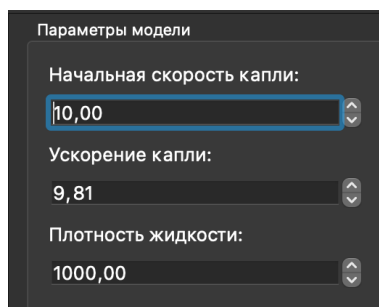 Параметры модели
Начальная скорость капли:
10,00
Ускорение капли:
9,81
Плотность жидкости:
1000,00